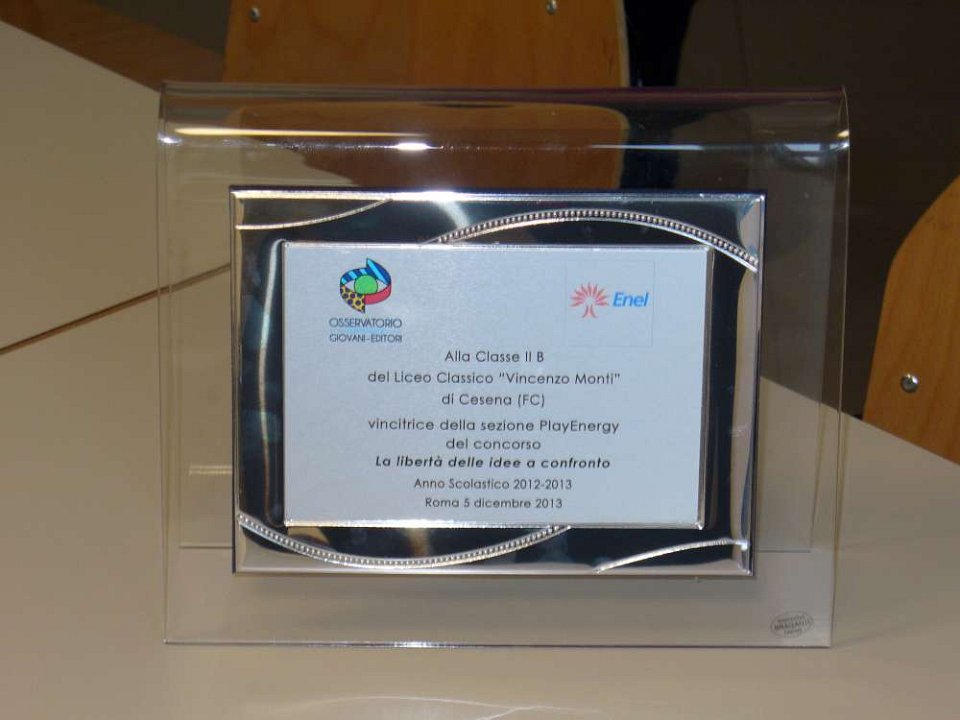 OSSERVATORIO
GIOVANI-EDITORI
Enel
Alla Classe II B
del Liceo Classico "Vincenzo Monti"
di Cesena (FC)
vincitrice della sezione PlayEnergy
del concorso
La libertà delle idee a confronto
Anno Scolastico 2012-2013
Roma 5 dicembre 2013